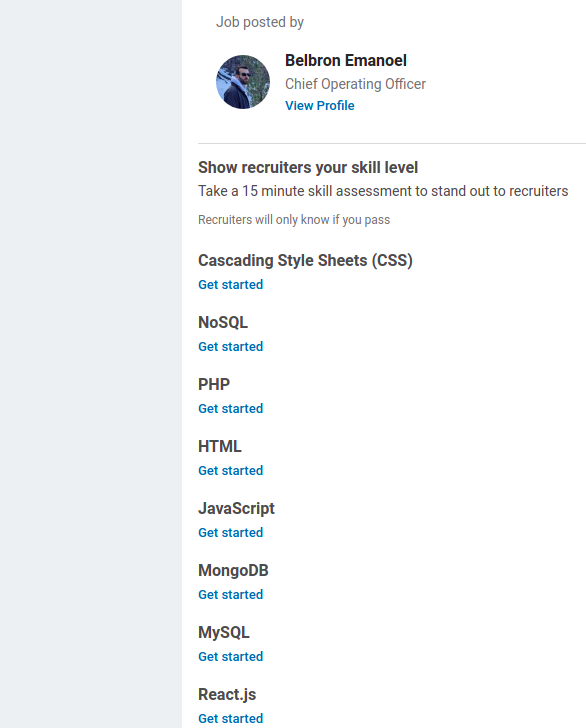 Job posted by
Belbron Emanoel
Chief Operating Officer
View Profile
Show recruiters your skill level
Take a 15 minute skill assessment to stand out to recruiters
Recruiters will only know if you pass
Cascading Style Sheets (CSS)
Get started
NoSQL
Get started
PHP
Get started
HTML
Get started
JavaScript
Get started
MongoDB
Get started
MySQL
Get started
React.js
Get started